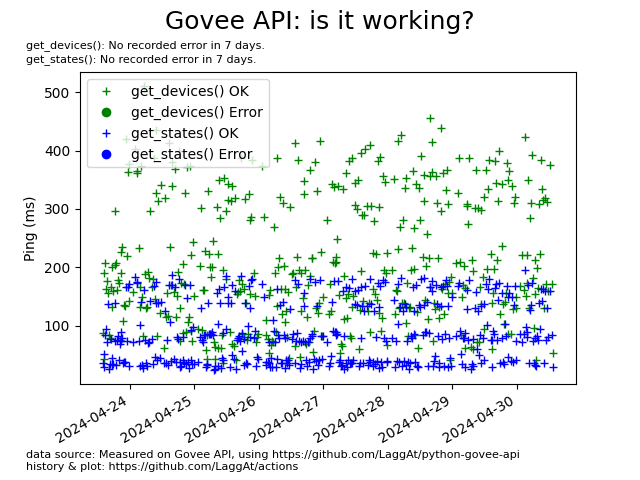 Govee API: is it working?
get_devices(): No recorded error in 7 days.
get_states(): No recorded error in 7 days.
get_devices() OK
get_devices() Error
get_states() OK
get_states() Error
Ping (ms)
500
400
300
200
100
2024-04-24
2024-04-25
2024-04-26
2024-04-27
2024-04-28
2024-04-29
2024-04-30
data source: Measured on Govee API, using https://github.com/LaggAt/python-govee-api
history & plot: https://github.com/LaggAt/actions